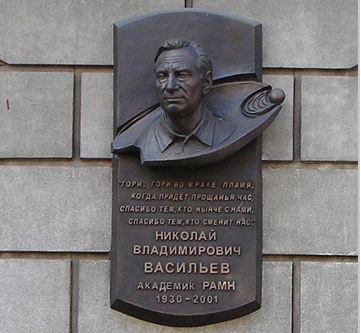 "ГОРИ, ГОРИ ВО МРАКЕ ПЛАМЯ,
КОГДА ПРИДЁТ ПРОЩАНЬЯ ЧАС,
СПАСИБО ТЕМ, КТО НЫНЧЕ С НАМИ,
СПАСИБО ТЕМ, КТО СМЕНИТ НАС."
НИКОЛАЙ
ВЛАДИМИРОВИЧ
ВАСИЛЬЕВ
АКАДЕМИК РАМН
1930-2001